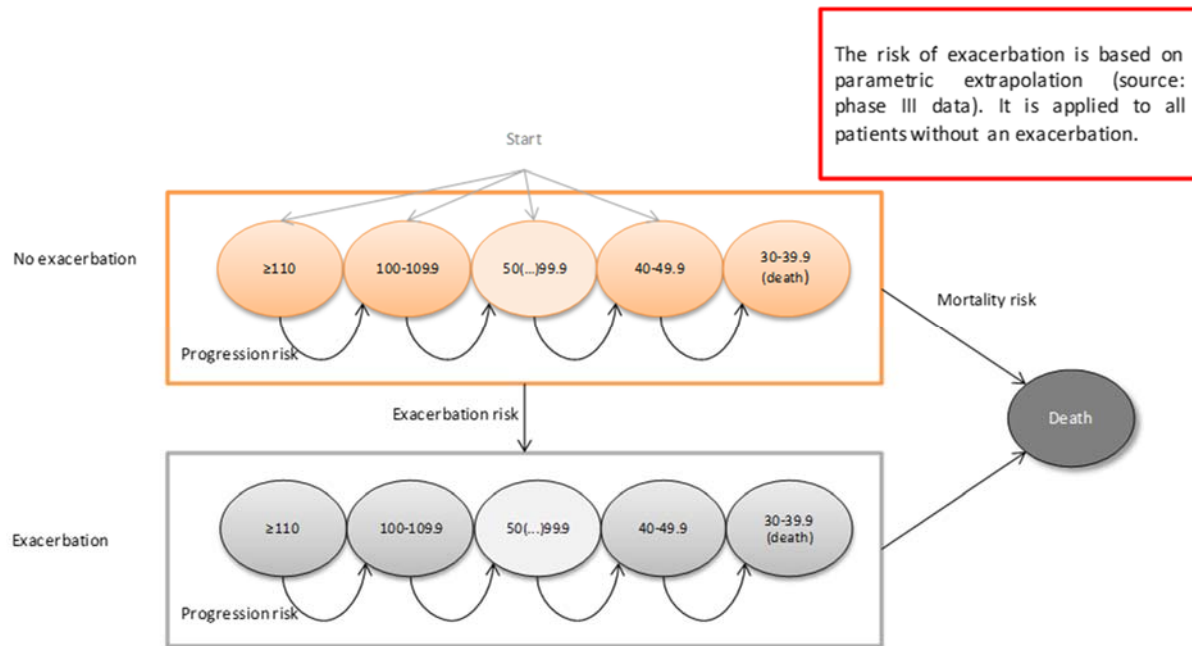 The risk of exacerbation is based on
parametric extrapolation (source:
phase III data). It is applied to all
patients without an exacerbation.
Start
No exacerbation
≥110
100-109.9
50(...)99.9
40-49.9
30-39.9
(death)
Progression risk
Mortality risk
Exacerbation risk
Death
Exacerbation
≥110
100-109.9
50(...)99.9
40-49.9
30-39.9
(death)
Progression risk